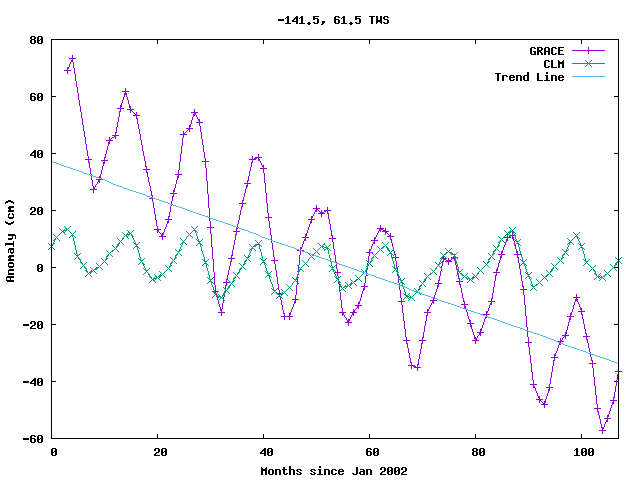 -141.5, 61.5 TWS
GRACE
CLM
Trend Line
80
60
40
20
0
-20
-40
-60
Anomaly (cm)
0 20 40 60 80 100
Months since Jan 2002